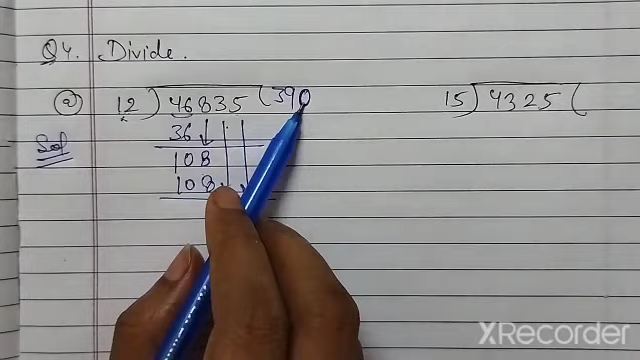 Q4. Divide.
a) 12 ) 46835 ( 390
15 ) 4325 (
Sol
36
108
108
XRecorder